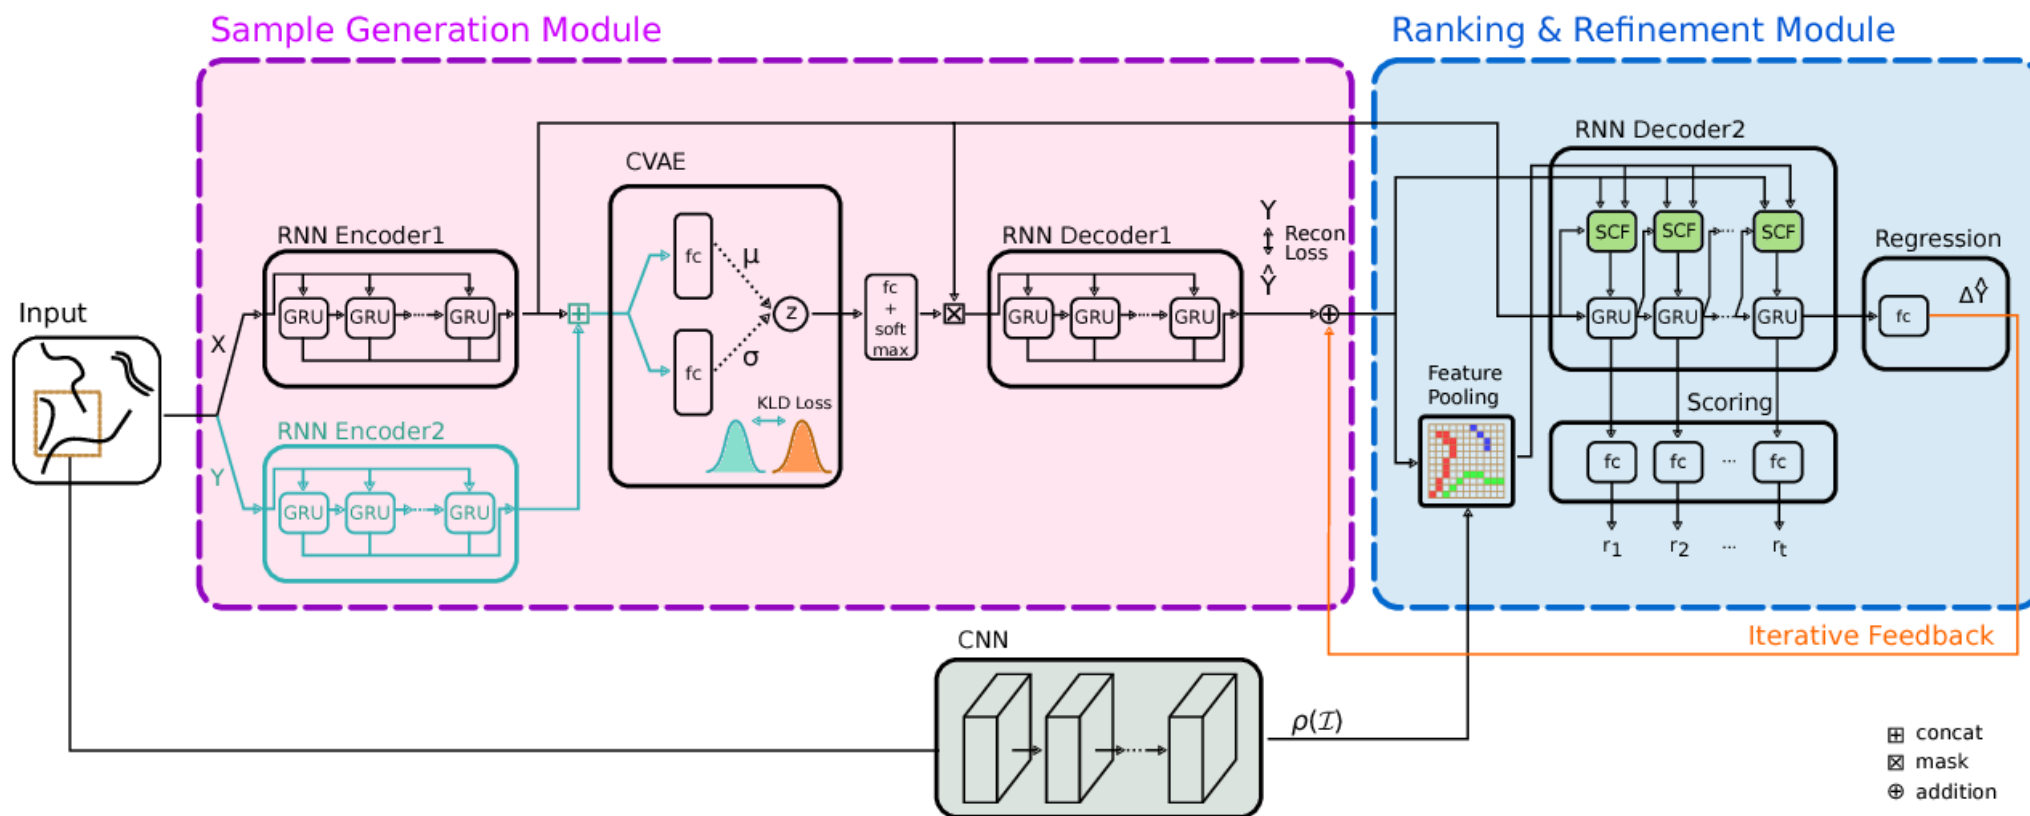 Sample Generation Module
Ranking & Refinement Module
Input
X
Y
RNN Encoder1
GRU
GRU
GRU
RNN Encoder2
GRU
GRU
GRU
CVAE
fc
fc
μ
σ
z
KLD Loss
fc
+
soft
max
RNN Decoder1
GRU
GRU
GRU
Y
Recon
Loss
Ŷ
RNN Decoder2
SCF
SCF
...
SCF
GRU
GRU
...
GRU
Regression
fc
ΔŶ
Feature
Pooling
Scoring
fc
fc
...
fc
r1
r2
...
rt
Iterative Feedback
CNN
ρ(I)
concat
mask
addition